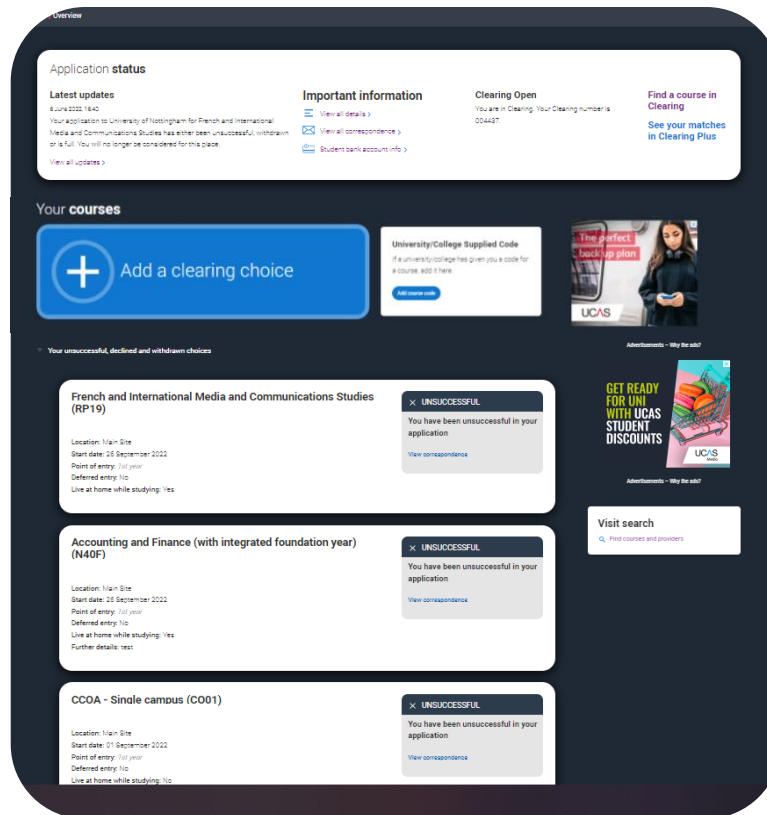 Overview
Application status
Latest updates
6 June 2022, 16:40
Your application to University of Nottingham for French and International
Media and Communications Studies has either been unsuccessful, withdrawn
or is full. You will no longer be considered for this place.
View all updates >
Important information
View all details >
View all correspondence >
Student bank account info >
Clearing Open
You are in Clearing. Your Clearing number is
004437.
Find a course in
Clearing
See your matches
in Clearing Plus
Your courses
Add a clearing choice
University/College Supplied Code
If a university/college has given you a code for
a course, add it here
Add course code
The perfect
back up plan
UCAS
Advertisements – Why the ads?
Your unsuccessful, declined and withdrawn choices
French and International Media and Communications Studies
(RP19)
Location: Main Site
Start date: 26 September 2022
Point of entry: 1st year
Deferred entry: No
Live at home while studying: Yes
UNSUCCESSFUL
You have been unsuccessful in your
application
View correspondence
GET READY
FOR UNI
WITH UCAS
STUDENT
DISCOUNTS
UCAS
Media
Advertisements – Why the ads?
Visit search
Find courses and providers
Accounting and Finance (with integrated foundation year)
(N40F)
Location: Main Site
Start date: 26 September 2022
Point of entry: 1st year
Deferred entry: No
Live at home while studying: Yes
Further details: test
UNSUCCESSFUL
You have been unsuccessful in your
application
View correspondence
CCOA - Single campus (CO01)
Location: Main Site
Start date: 01 September 2022
Point of entry: 1st year
Deferred entry: No
Live at home while studying: No
UNSUCCESSFUL
You have been unsuccessful in your
application
View correspondence